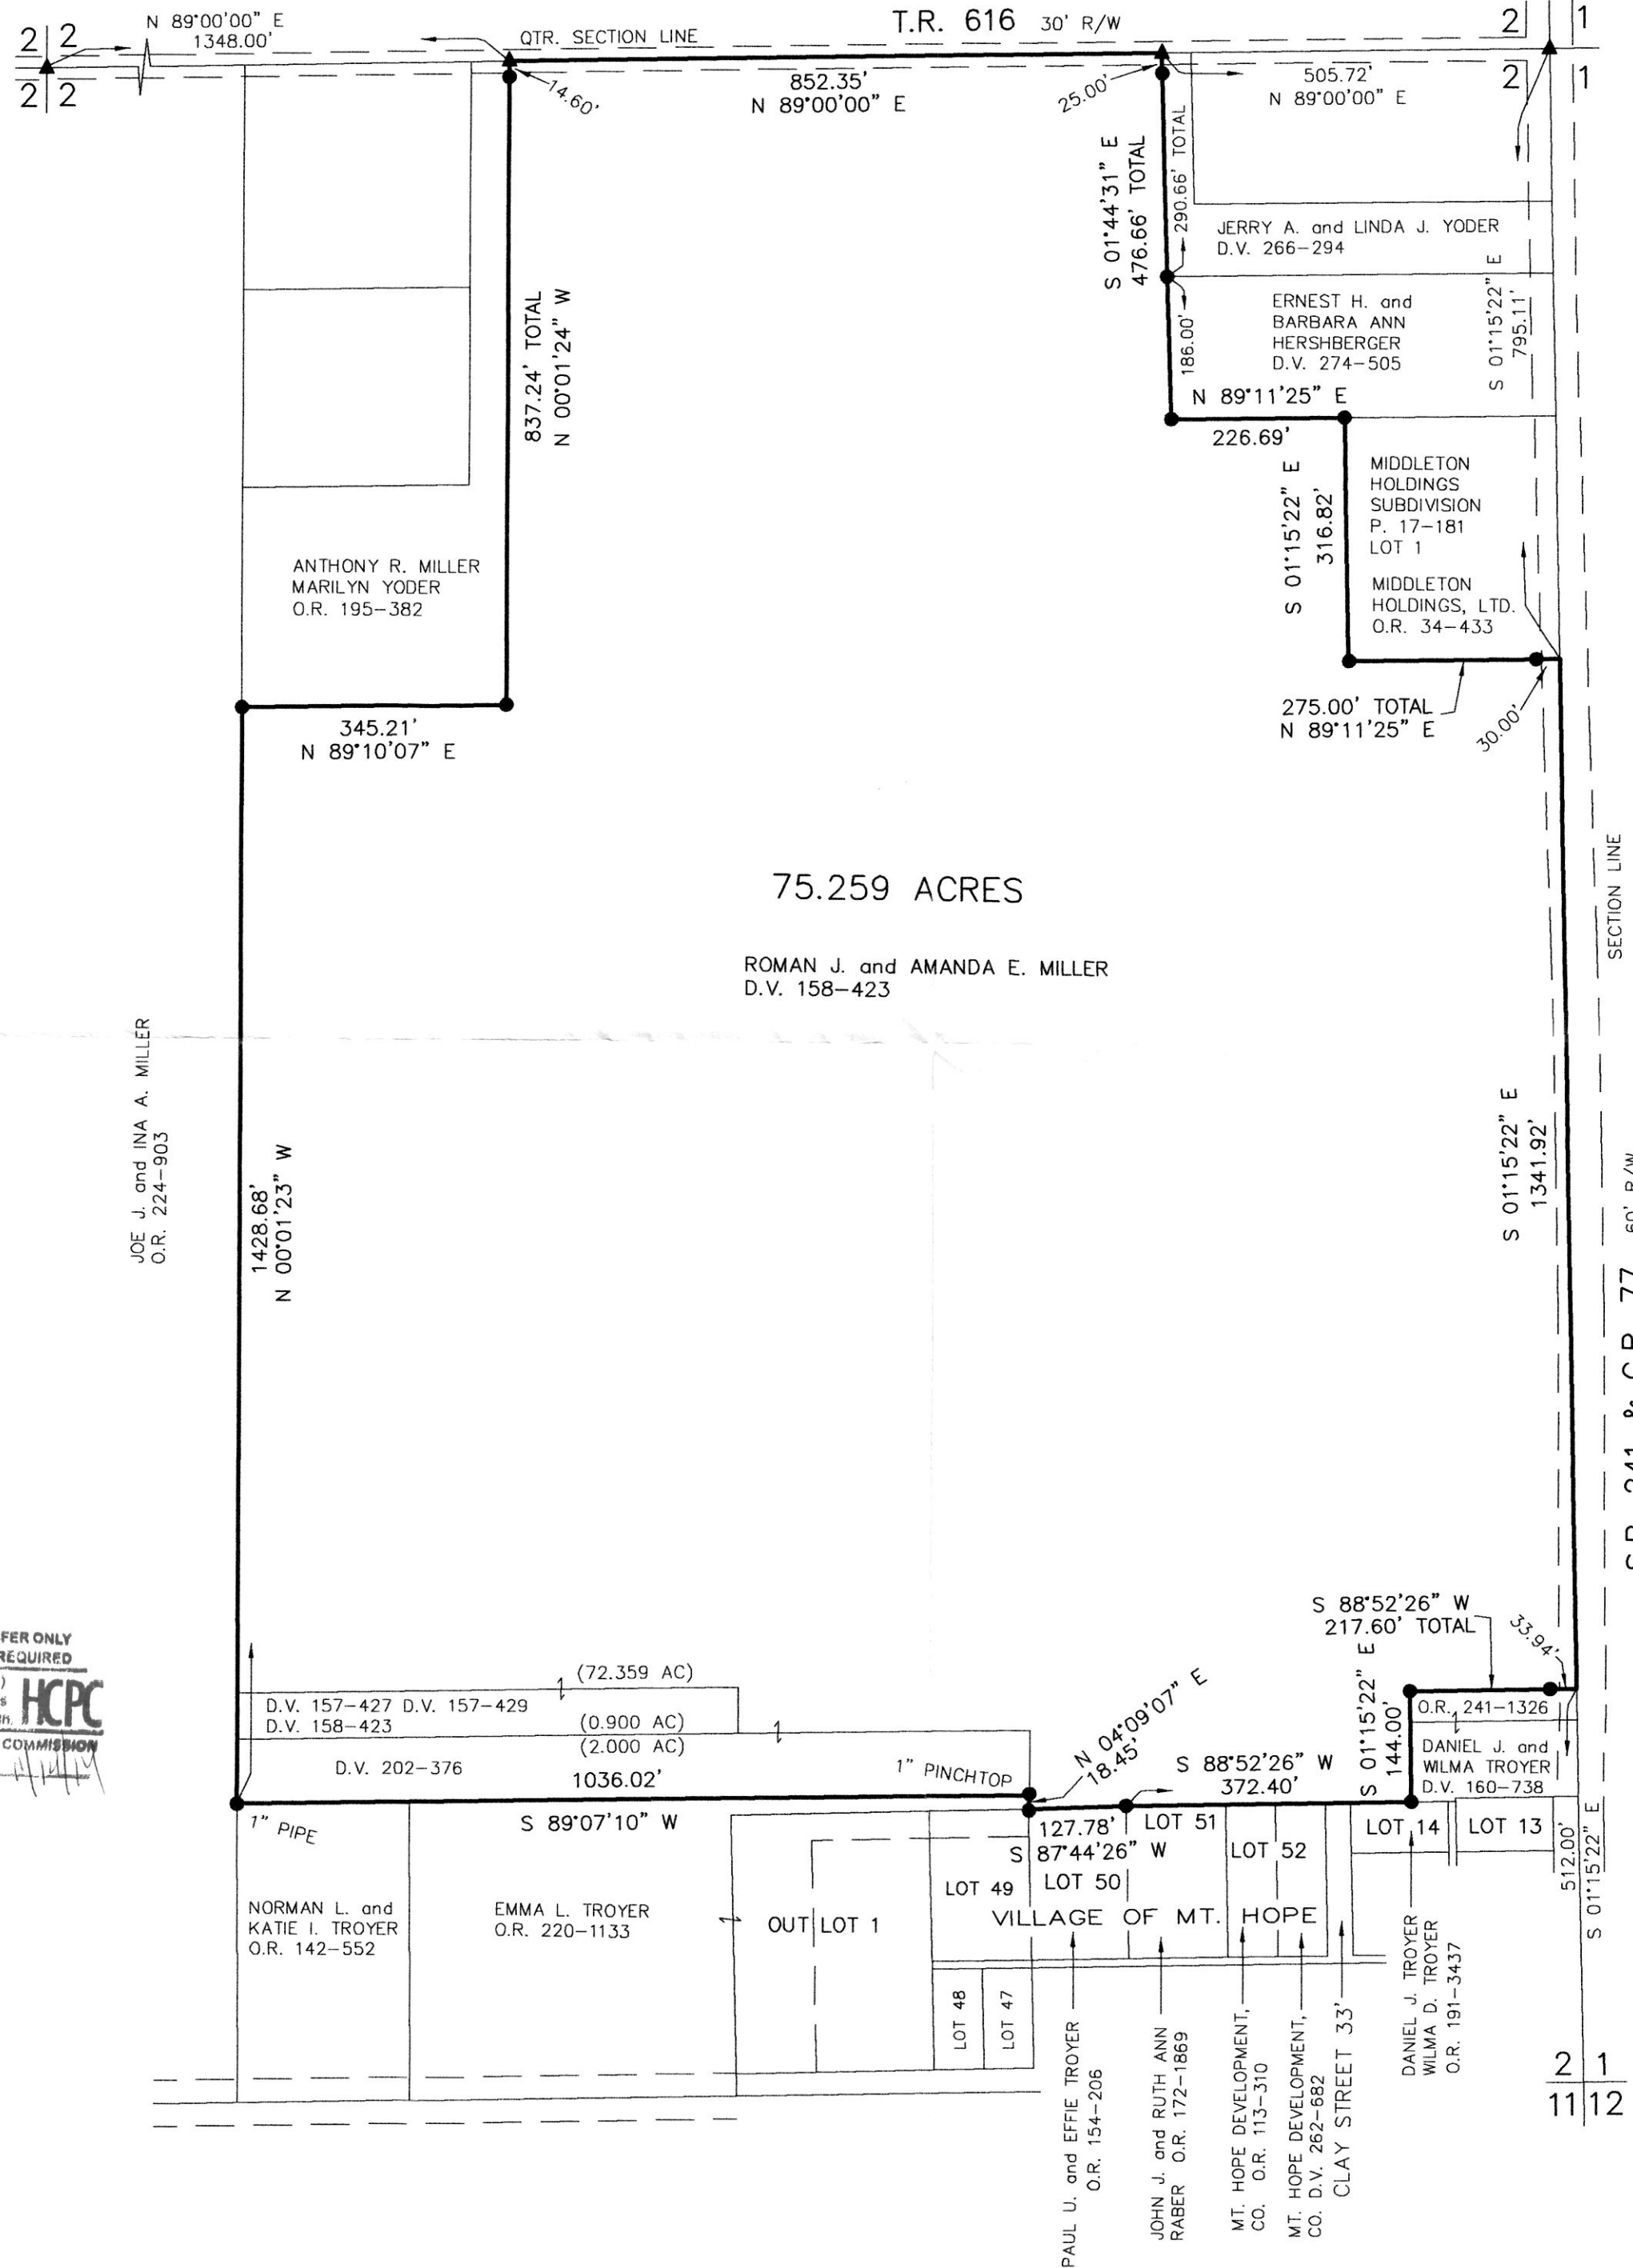 N 89°00'00" E
1348.00'
2 2
2 2
QTR. SECTION LINE
T.R. 616 30' R/W
2 1
2 1
14.60'
852.35'
N 89°00'00" E
25.00'
505.72'
N 89°00'00" E
S 01°44'31" E
476.66' TOTAL
290.66' TOTAL
JERRY A. and LINDA J. YODER
D.V. 266-294
837.24' TOTAL
N 00°01'24" W
186.00'
ERNEST H. and
BARBARA ANN
HERSHBERGER
D.V. 274-505
S 01°15'22" E
795.11'
N 89°11'25" E
226.69'
S 01°15'22" E
316.82'
MIDDLETON
HOLDINGS
SUBDIVISION
P. 17-181
LOT 1
MIDDLETON
HOLDINGS, LTD.
O.R. 34-433
ANTHONY R. MILLER
MARILYN YODER
O.R. 195-382
345.21'
N 89°10'07" E
275.00' TOTAL
N 89°11'25" E
30.00'
75.259 ACRES
ROMAN J. and AMANDA E. MILLER
D.V. 158-423
SECTION LINE
JOE J. and INA A. MILLER
O.R. 224-903
1428.68'
N 00°01'23" W
S 01°15'22" E
1341.92'
S.R. 241 & C.R. 77 60' R/W
S 88°52'26" W
217.60' TOTAL
33.94'
FER ONLY
REQUIRED
HCPC
COMMISSION
(72.359 AC)
D.V. 157-427 D.V. 157-429
D.V. 158-423
(0.900 AC)
(2.000 AC)
D.V. 202-376
1036.02'
1" PINCHTOP
N 04°09'07" E
18.45'
S 88°52'26" W
372.40'
S 01°15'22" E
144.00'
O.R. 241-1326
DANIEL J. and
WILMA TROYER
D.V. 160-738
1" PIPE
S 89°07'10" W
127.78'
S 87°44'26" W
LOT 51
LOT 52
LOT 14
LOT 13
512.00'
S 01°15'22" E
LOT 49
LOT 50
NORMAN L. and
KATIE I. TROYER
O.R. 142-552
EMMA L. TROYER
O.R. 220-1133
OUT LOT 1
VILLAGE OF MT. HOPE
LOT 48
LOT 47
PAUL U. and EFFIE TROYER
O.R. 154-206
JOHN J. and RUTH ANN
RABER O.R. 172-1869
MT. HOPE DEVELOPMENT,
CO. O.R. 113-310
MT. HOPE DEVELOPMENT,
CO. D.V. 262-682
CLAY STREET 33'
DANIEL J. TROYER
WILMA D. TROYER
O.R. 191-3437
2 1
11 12